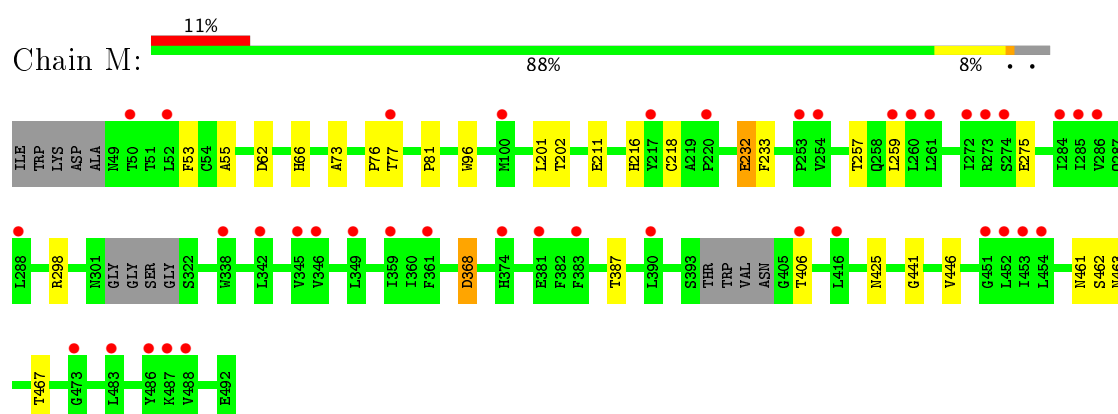 11%
Chain M:
88% 8% • •
ILE TRP LYS ASP ALA N49 T50 T51 L52 F53 C54 A55 D62 H66 A73 P76 T77 P81 W96 M100 L201 T202 E211 H216 Y217 C218 A219 P220 E232 F233 P253 V254 T257 Q258 L259 L260 L261 I272 R273 S274 E275 I284 I285 V286 Q287
L288 R298 N301 GLY GLY SER GLY S322 W338 L342 V345 V346 L349 I359 I360 F361 D368 H374 E381 F382 F383 T387 L390 S393 THR TRP VAL ASN G405 T406 L416 N425 G441 V446 G451 L452 I453 L454 N461 S462 N463
T467 G473 L483 Y486 K487 V488 E492